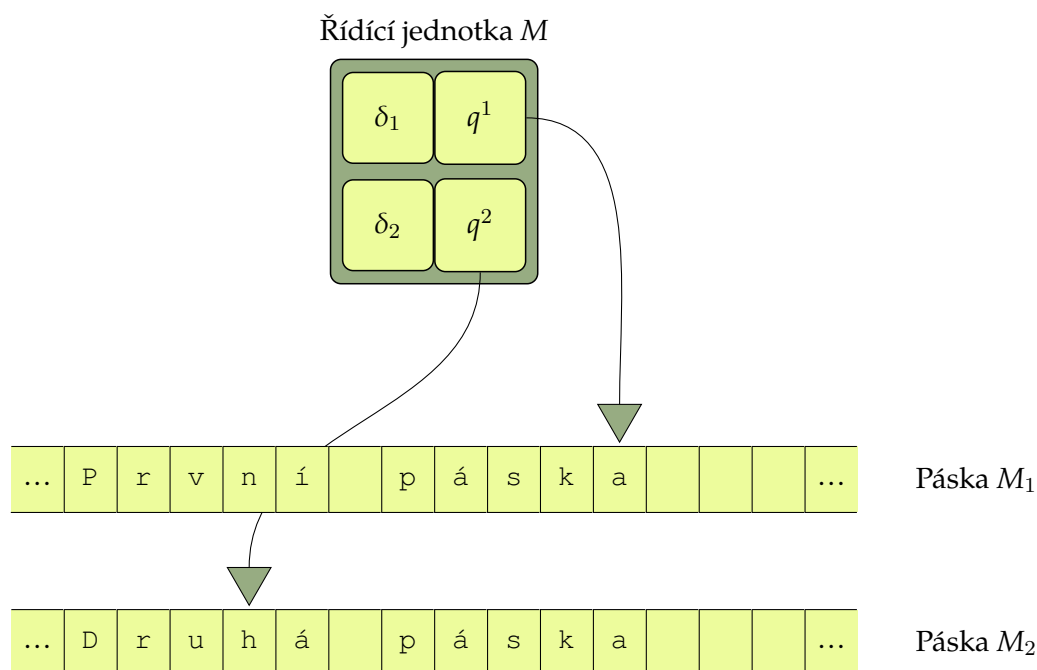 Řídící jednotka M
δ₁ q¹
δ₂ q²
... P r v n í p á s k a ... Páska M₁
... D r u h á p á s k a ... Páska M₂